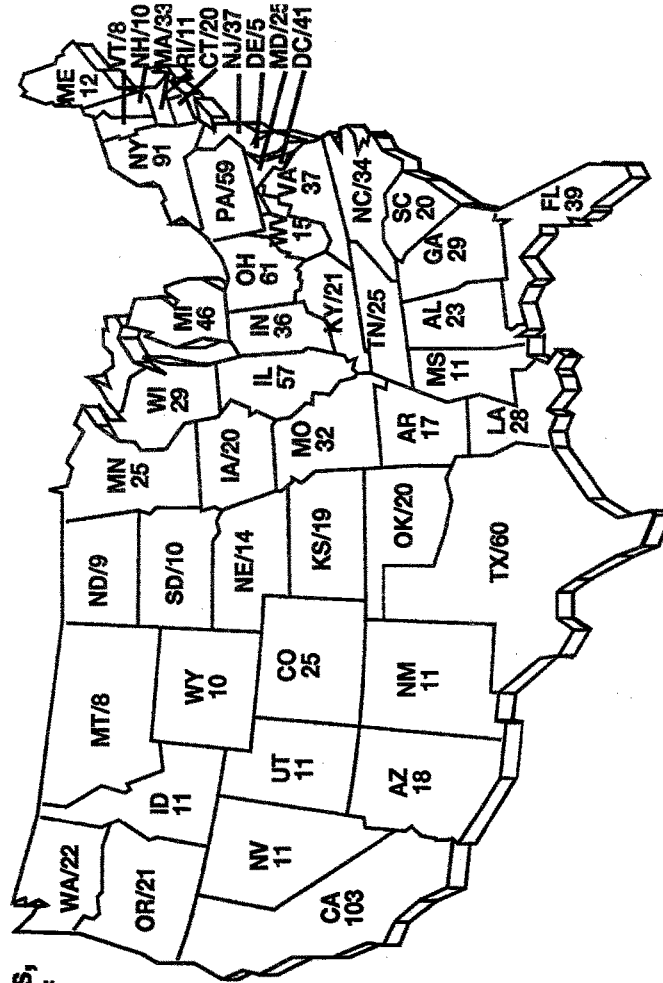 s,
:
WA/22
OR/21
CA
103
NV
11
ID
11
MT/8
WY
10
UT
11
AZ
18
CO
25
NM
11
ND/9
SD/10
NE/14
KS/19
OK/20
TX/60
MN
25
IA/20
MO
32
AR
17
LA
28
WI
29
IL
57
MS
11
MI
46
IN
36
KY/21
TN/25
AL
23
OH
61
WV
15
VA
37
NC/34
SC
20
GA
29
FL
39
PA/59
NY
91
ME
12
VT/8
NH/10
MA/33
RI/11
CT/20
NJ/37
DE/5
MD/25
DC/41